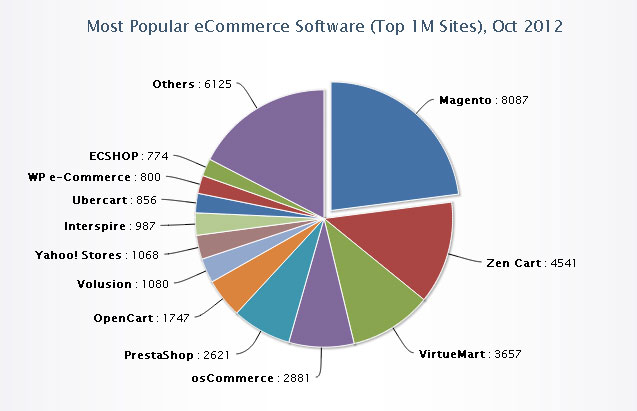 Most Popular eCommerce Software (Top 1M Sites), Oct 2012
Others : 6125
Magento : 8087
ECSHOP : 774
WP e-Commerce : 800
Ubercart : 856
Interspire : 987
Yahoo! Stores : 1068
Zen Cart : 4541
Volusion : 1080
OpenCart : 1747
PrestaShop : 2621
VirtueMart : 3657
osCommerce : 2881